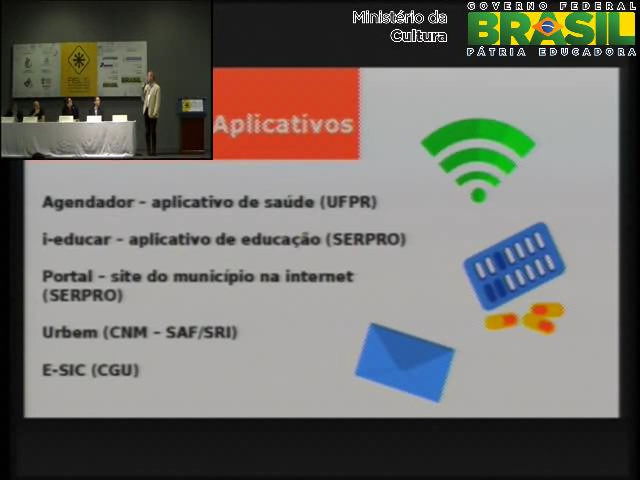 Ministério da
Cultura
GOVERNO FEDERAL
BRASIL
PÁTRIA EDUCADORA
Aplicativos
Agendador – aplicativo de saúde (UFPR)
i-educar – aplicativo de educação (SERPRO)
Portal – site do município na internet
(SERPRO)
Urbem (CNM – SAF/SRI)
E-SIC (CGU)